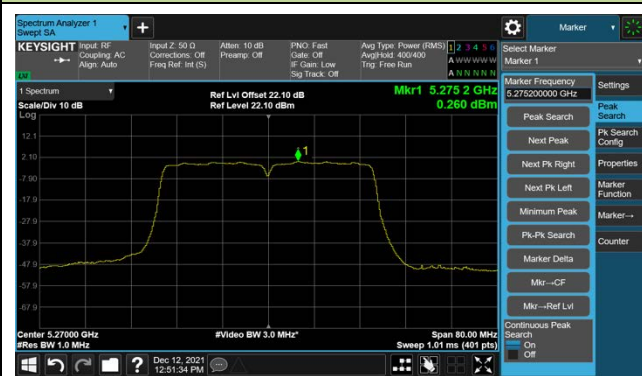 Spectrum Analyzer 1
Swept SA
Marker
KEYSIGHT
Input: RF
Coupling: AC
Align: Auto
Input Z: 50 Ω
Corrections: Off
Freq Ref: Int (S)
Atten: 10 dB
Preamp: Off
PNO: Fast
Gate: Off
IF Gain: Low
Sig Track: Off
Avg Type: Power (RMS)
Avg|Hold: 400/400
Trig: Free Run
1 2 3 4 5 6
A W W W W W
A N N N N N
Select Marker
Marker 1
1 Spectrum
Scale/Div 10 dB
Log
Ref Lvl Offset 22.10 dB
Ref Level 22.10 dBm
Mkr1 5.275 2 GHz
0.260 dBm
12.1
2.10
-7.90
-17.9
-27.9
-37.9
-47.9
-57.9
-67.9
1
Center 5.27000 GHz
#Res BW 1.0 MHz
#Video BW 3.0 MHz*
Span 80.00 MHz
Sweep 1.01 ms (401 pts)
Marker Frequency
5.275200000 GHz
Peak Search
Next Peak
Next Pk Right
Next Pk Left
Minimum Peak
Pk-Pk Search
Marker Delta
Mkr→CF
Mkr→Ref Lvl
Continuous Peak
Search
On
Off
Settings
Peak
Search
Pk Search
Config
Properties
Marker
Function
Marker→
Counter
Dec 12, 2021
12:51:34 PM